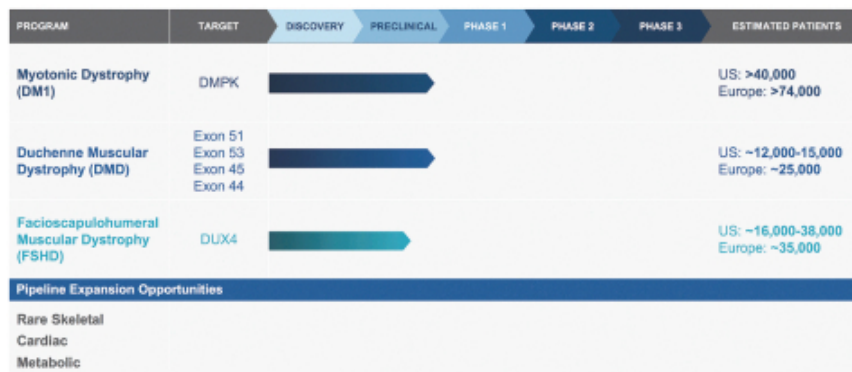 PROGRAM TARGET DISCOVERY PRECLINICAL PHASE 1 PHASE 2 PHASE 3 ESTIMATED PATIENTS
Myotonic Dystrophy
(DM1)
DMPK
US: >40,000
Europe: >74,000
Duchenne Muscular
Dystrophy (DMD)
Exon 51
Exon 53
Exon 45
Exon 44
US: ~12,000-15,000
Europe: ~25,000
Facioscapulohumeral
Muscular Dystrophy
(FSHD)
DUX4
US: ~16,000-38,000
Europe: ~35,000
Pipeline Expansion Opportunities
Rare Skeletal
Cardiac
Metabolic